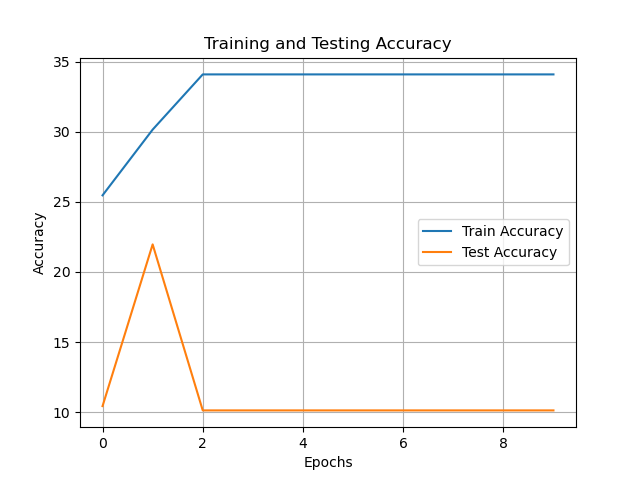 Training and Testing Accuracy
35
30
25
20
15
10
Accuracy
Train Accuracy
Test Accuracy
0 2 4 6 8
Epochs